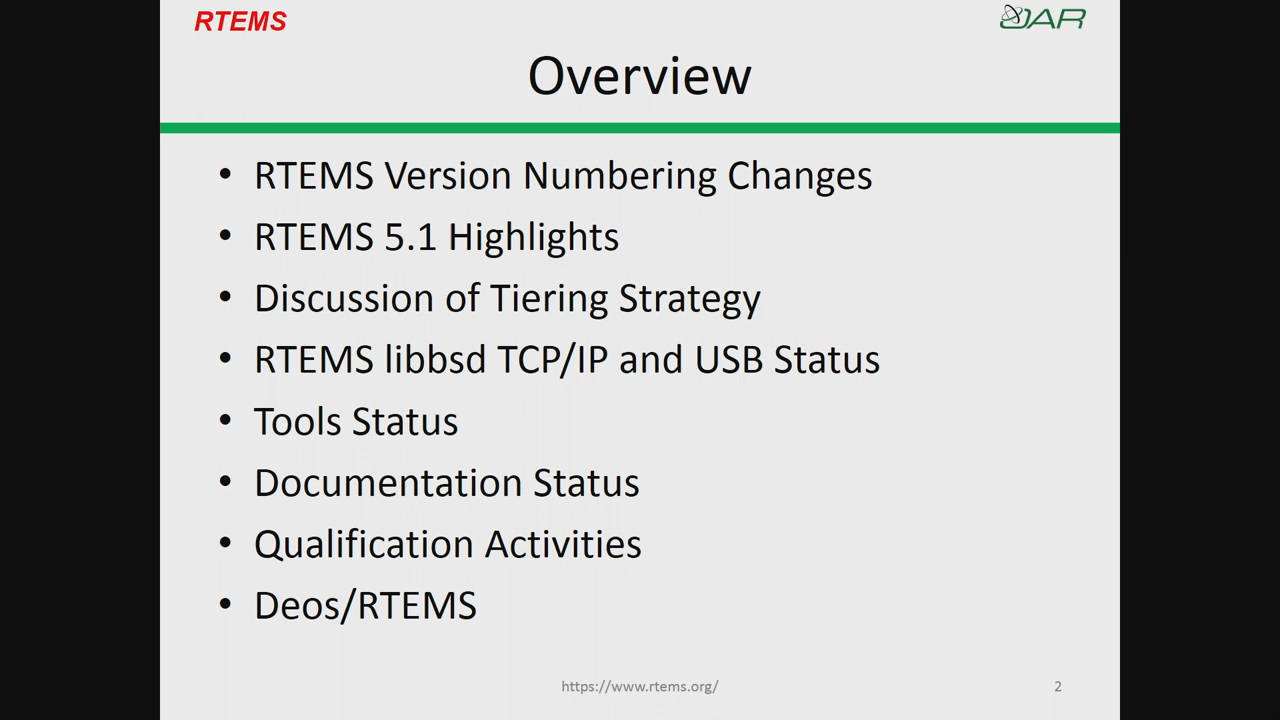 RTEMS
OAR
Overview
• RTEMS Version Numbering Changes
• RTEMS 5.1 Highlights
• Discussion of Tiering Strategy
• RTEMS libbsd TCP/IP and USB Status
• Tools Status
• Documentation Status
• Qualification Activities
• Deos/RTEMS
https://www.rtems.org/
2